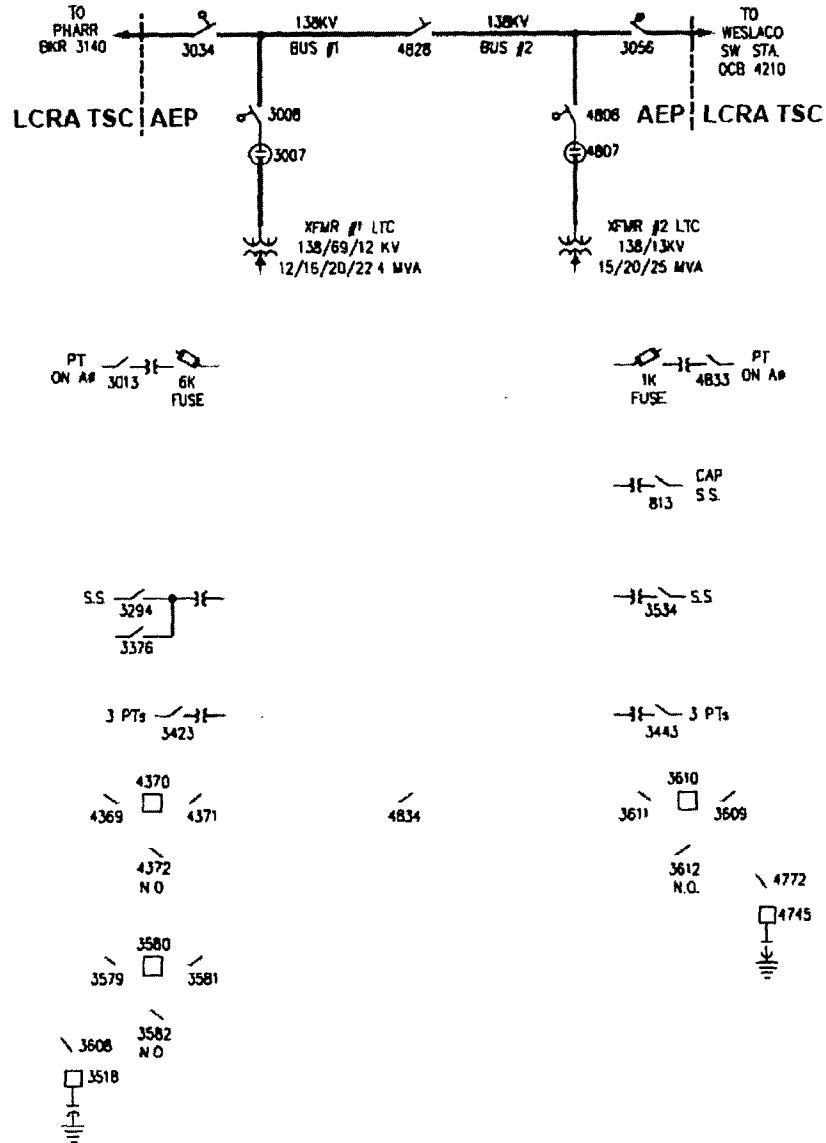 TO
PHARR
BKR 3140
3034
138KV
BUS #1
4828
138KV
BUS #2
3056
TO
WESLACO
SW STA.
OCB 4210
LCRA TSC
AEP
AEP
LCRA TSC
3008
3007
4806
4807
XFMR #1 LTC
138/69/12 KV
12/16/20/22.4 MVA
XFMR #2 LTC
138/13KV
15/20/25 MVA
PT
ON AØ
3013
6K
FUSE
1K
FUSE
4833
PT
ON AØ
813
CAP
S.S.
S.S.
3294
3376
3534
S.S.
3 PTs
3423
3443
3 PTs
4370
4369
4371
4834
3610
3611
3609
4372
N.O
3612
N.O.
4772
4745
3580
3579
3581
3582
N.O
3608
3518